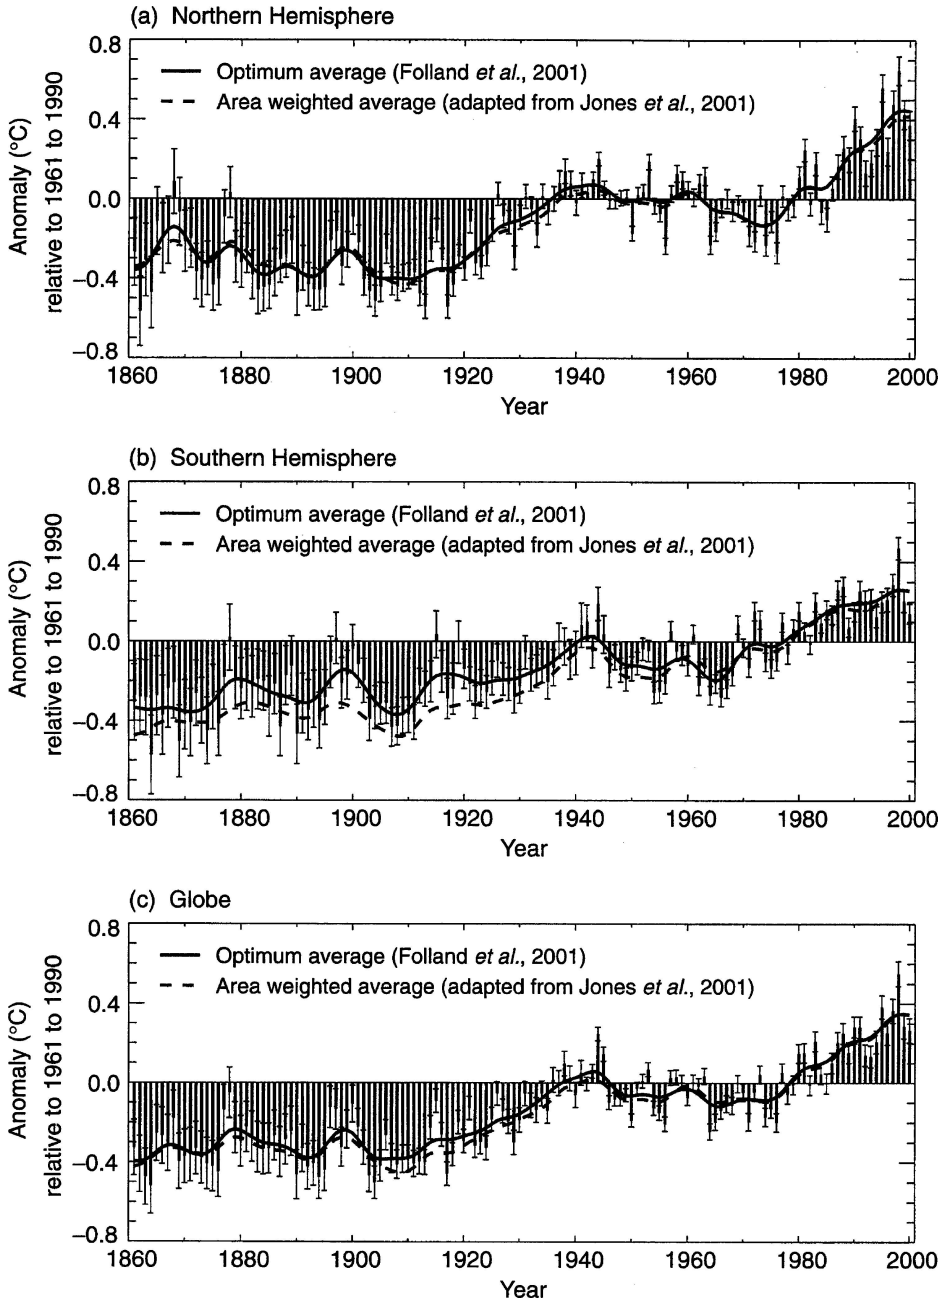 (a) Northern Hemisphere
0.8
Optimum average (Folland et al., 2001)
Area weighted average (adapted from Jones et al., 2001)
0.4
0.0
−0.4
−0.8
Anomaly (°C)
relative to 1961 to 1990
1860 1880 1900 1920 1940 1960 1980 2000
Year
(b) Southern Hemisphere
0.8
Optimum average (Folland et al., 2001)
Area weighted average (adapted from Jones et al., 2001)
0.4
0.0
−0.4
−0.8
Anomaly (°C)
relative to 1961 to 1990
1860 1880 1900 1920 1940 1960 1980 2000
Year
(c) Globe
0.8
Optimum average (Folland et al., 2001)
Area weighted average (adapted from Jones et al., 2001)
0.4
0.0
−0.4
−0.8
Anomaly (°C)
relative to 1961 to 1990
1860 1880 1900 1920 1940 1960 1980 2000
Year